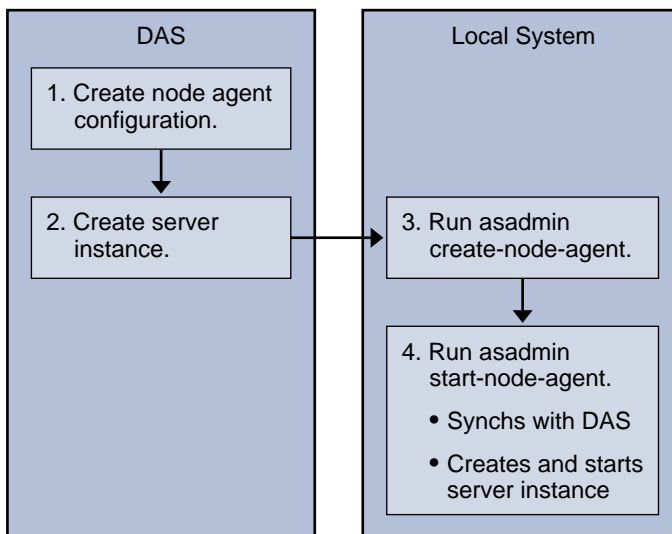 DAS
1. Create node agent
configuration.
2. Create server
instance.
Local System
3. Run asadmin
create-node-agent.
4. Run asadmin
start-node-agent.
• Synchs with DAS
• Creates and starts
server instance